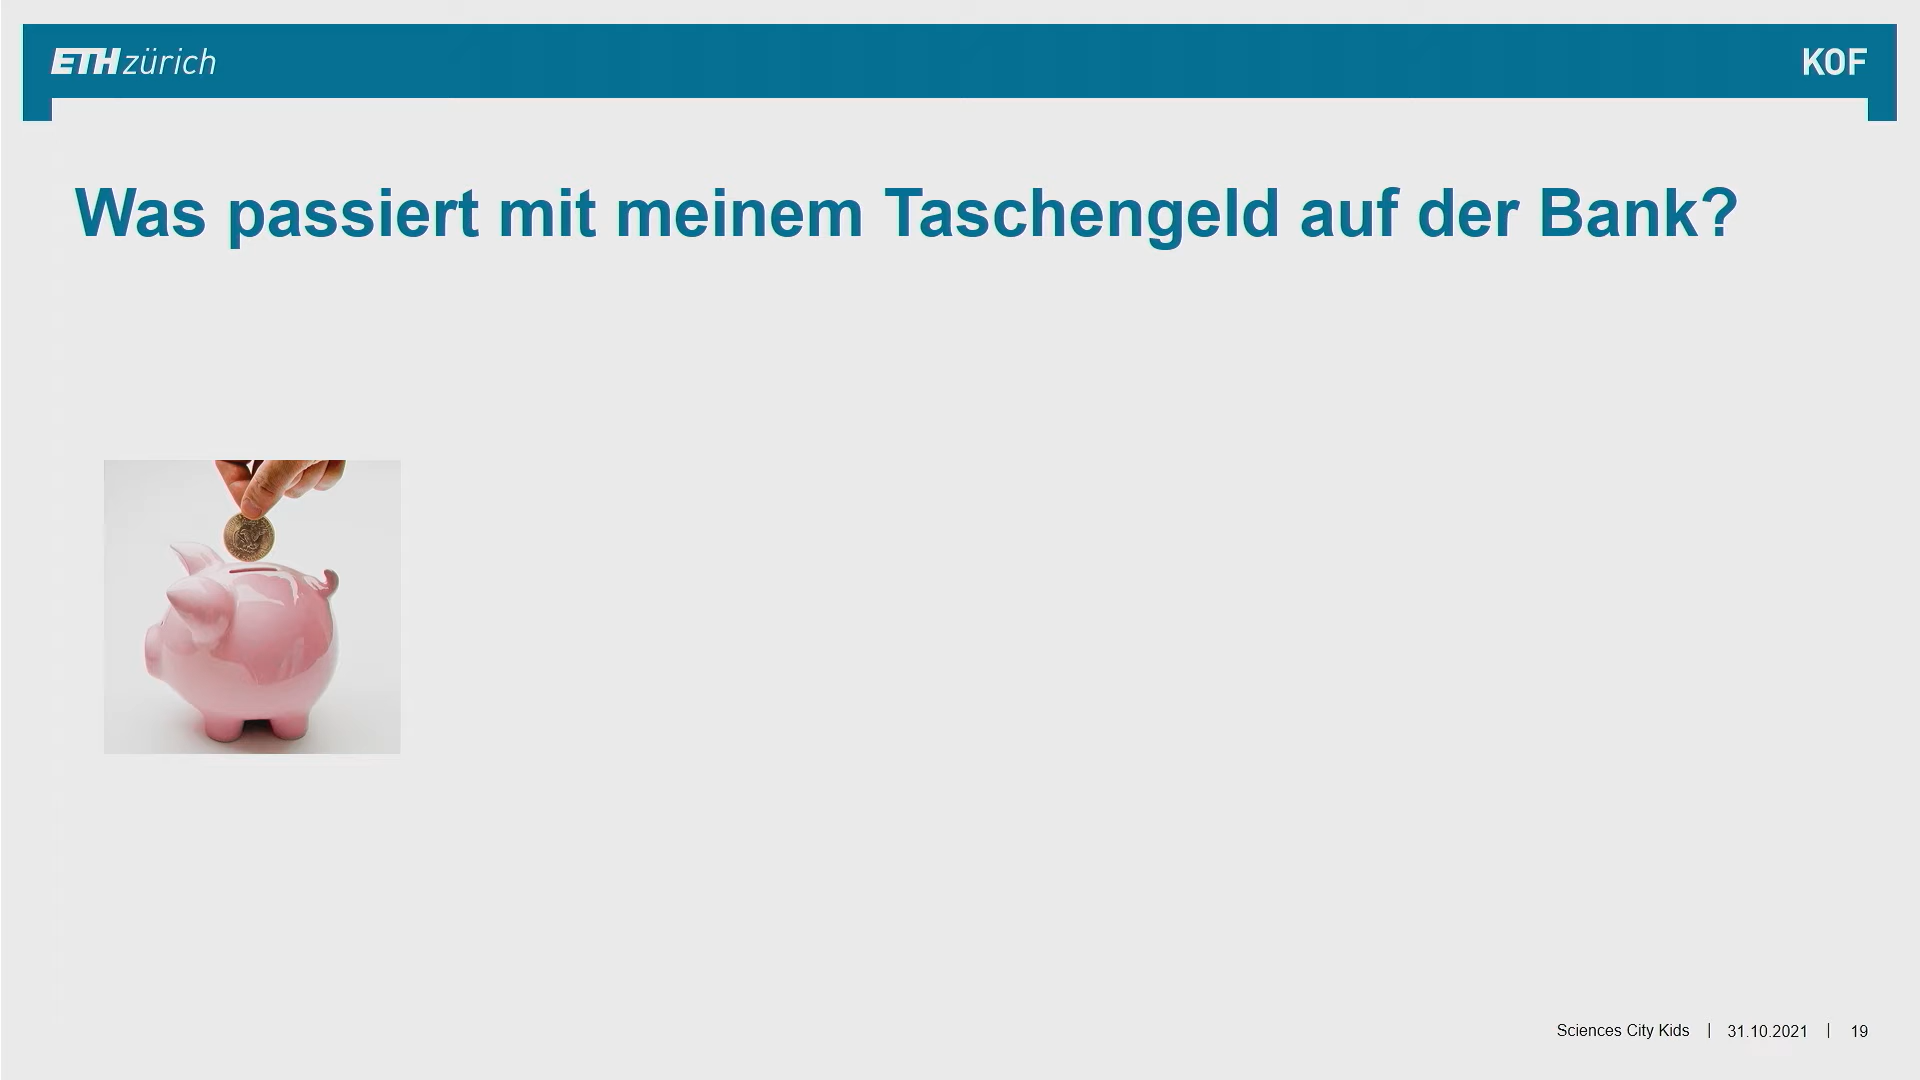 ETH zürich
KOF
Was passiert mit meinem Taschengeld auf der Bank?
Sciences City Kids | 31.10.2021 | 19